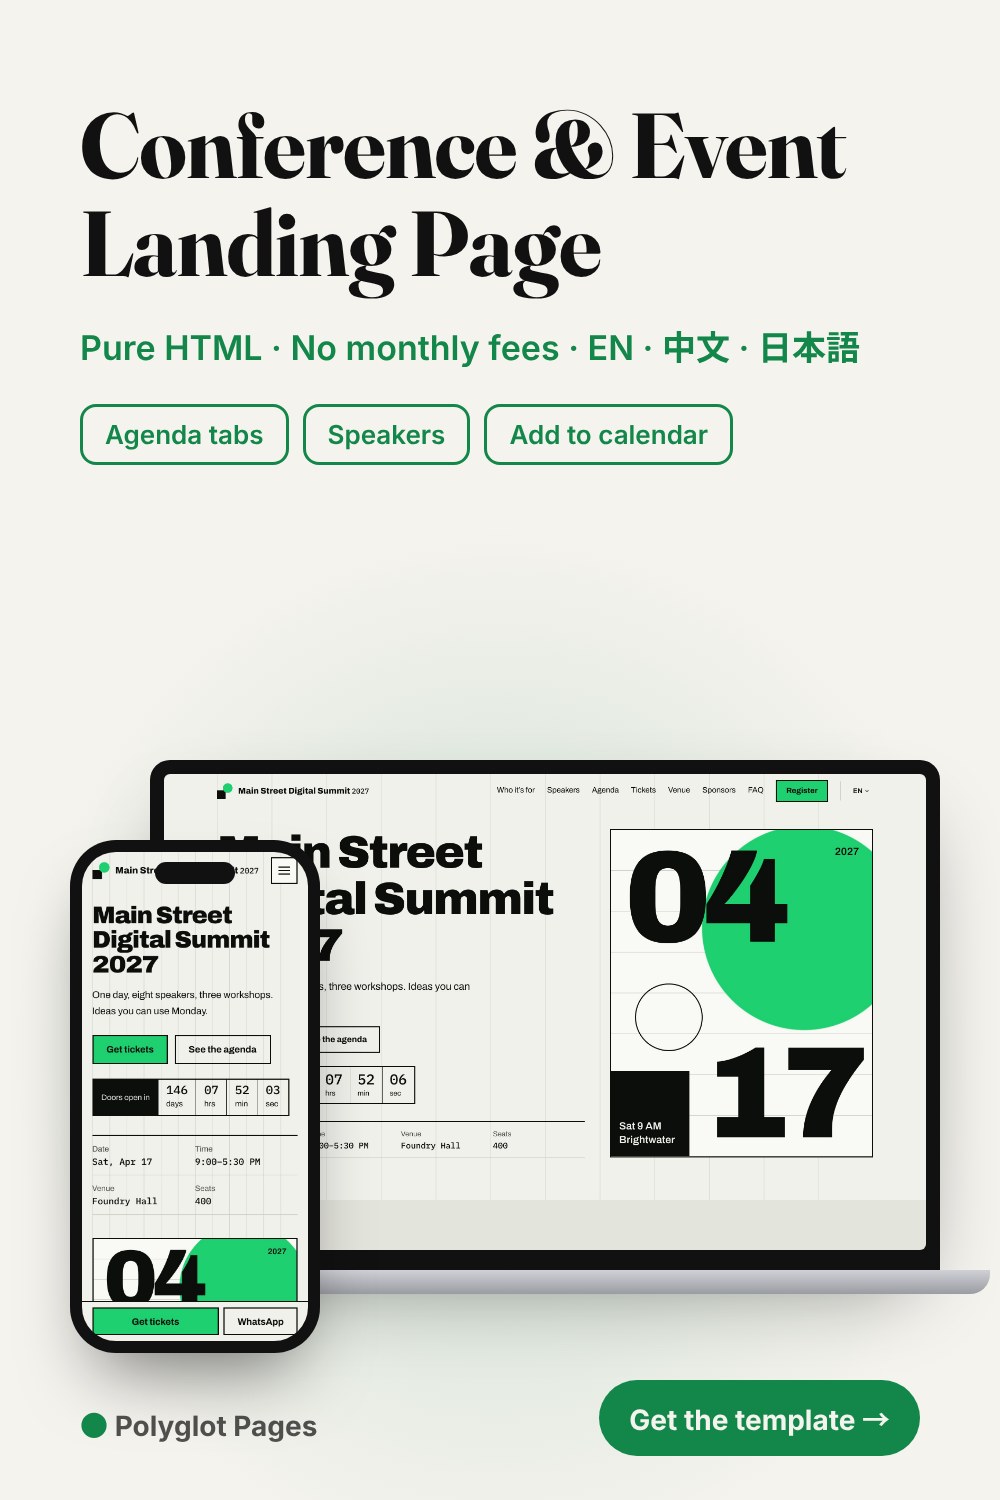 Conference & Event
Landing Page
Pure HTML · No monthly fees · EN · 中文 · 日本語
Agenda tabs
Speakers
Add to calendar
Main Street Digital Summit 2027
Who it's for
Speakers
Agenda
Tickets
Venue
Sponsors
FAQ
Register
EN
Street
Summit
three workshops. Ideas you can
the agenda
07 52 06
hrs min sec
Venue Seats
5:30 PM Foundry Hall 400
2027
04
17
Sat 9 AM
Brightwater
2027
Main Street
Digital Summit
2027
One day, eight speakers, three workshops.
Ideas you can use Monday.
Get tickets
See the agenda
Doors open in
146 07 52 03
days hrs min sec
Date Time
Sat, Apr 17 9:00–5:30 PM
Venue Seats
Foundry Hall 400
2027
04
Get tickets
WhatsApp
Polyglot Pages
Get the template →